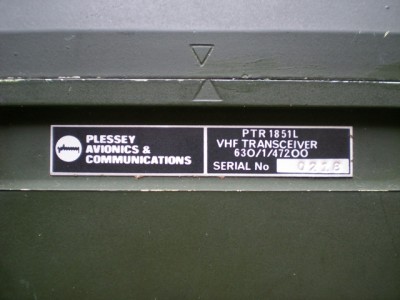 PLESSEY
AVIONICS &
COMMUNICATIONS
PTR 1851L
VHF TRANSCEIVER
630/1/47200
SERIAL No